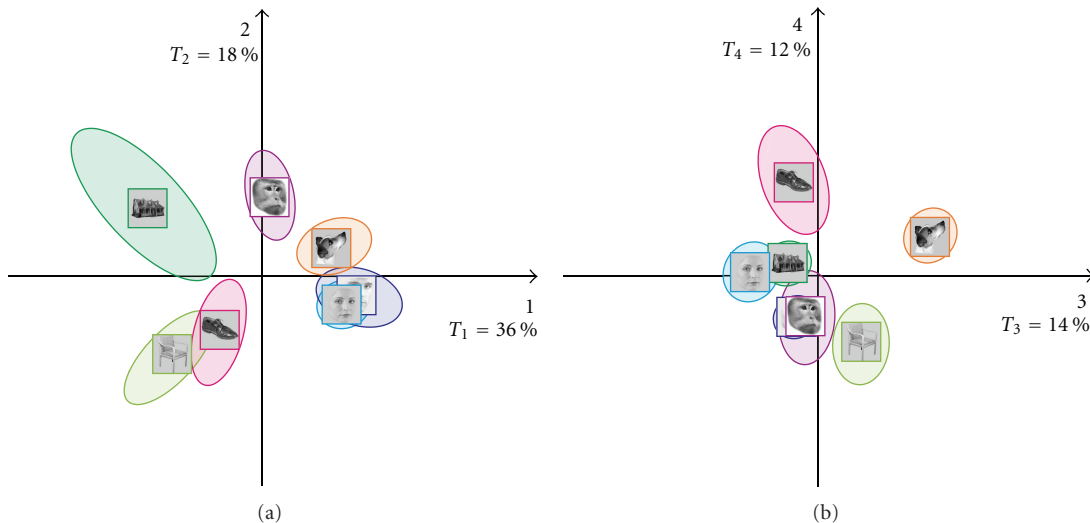 2
T₂ = 18 %
1
T₁ = 36 %
(a)
4
T₄ = 12 %
3
T₃ = 14 %
(b)